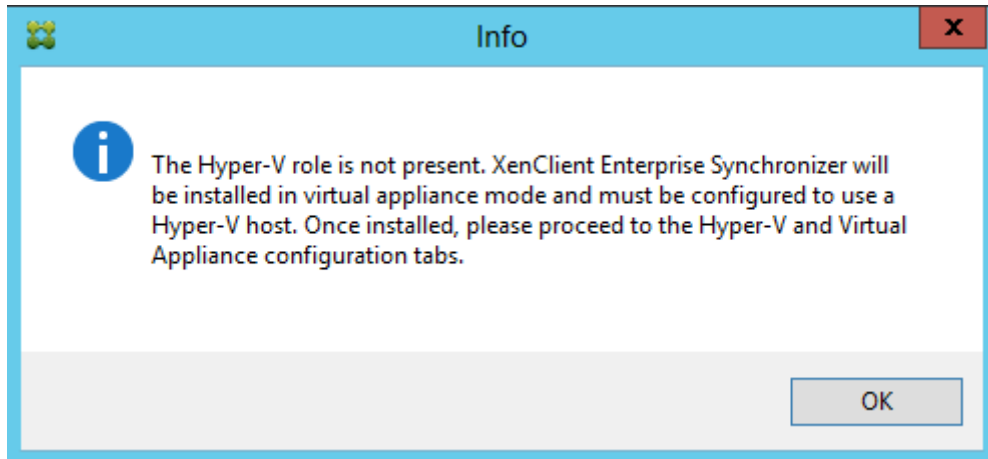 Info
x
The Hyper-V role is not present. XenClient Enterprise Synchronizer will
be installed in virtual appliance mode and must be configured to use a
Hyper-V host. Once installed, please proceed to the Hyper-V and Virtual
Appliance configuration tabs.
OK